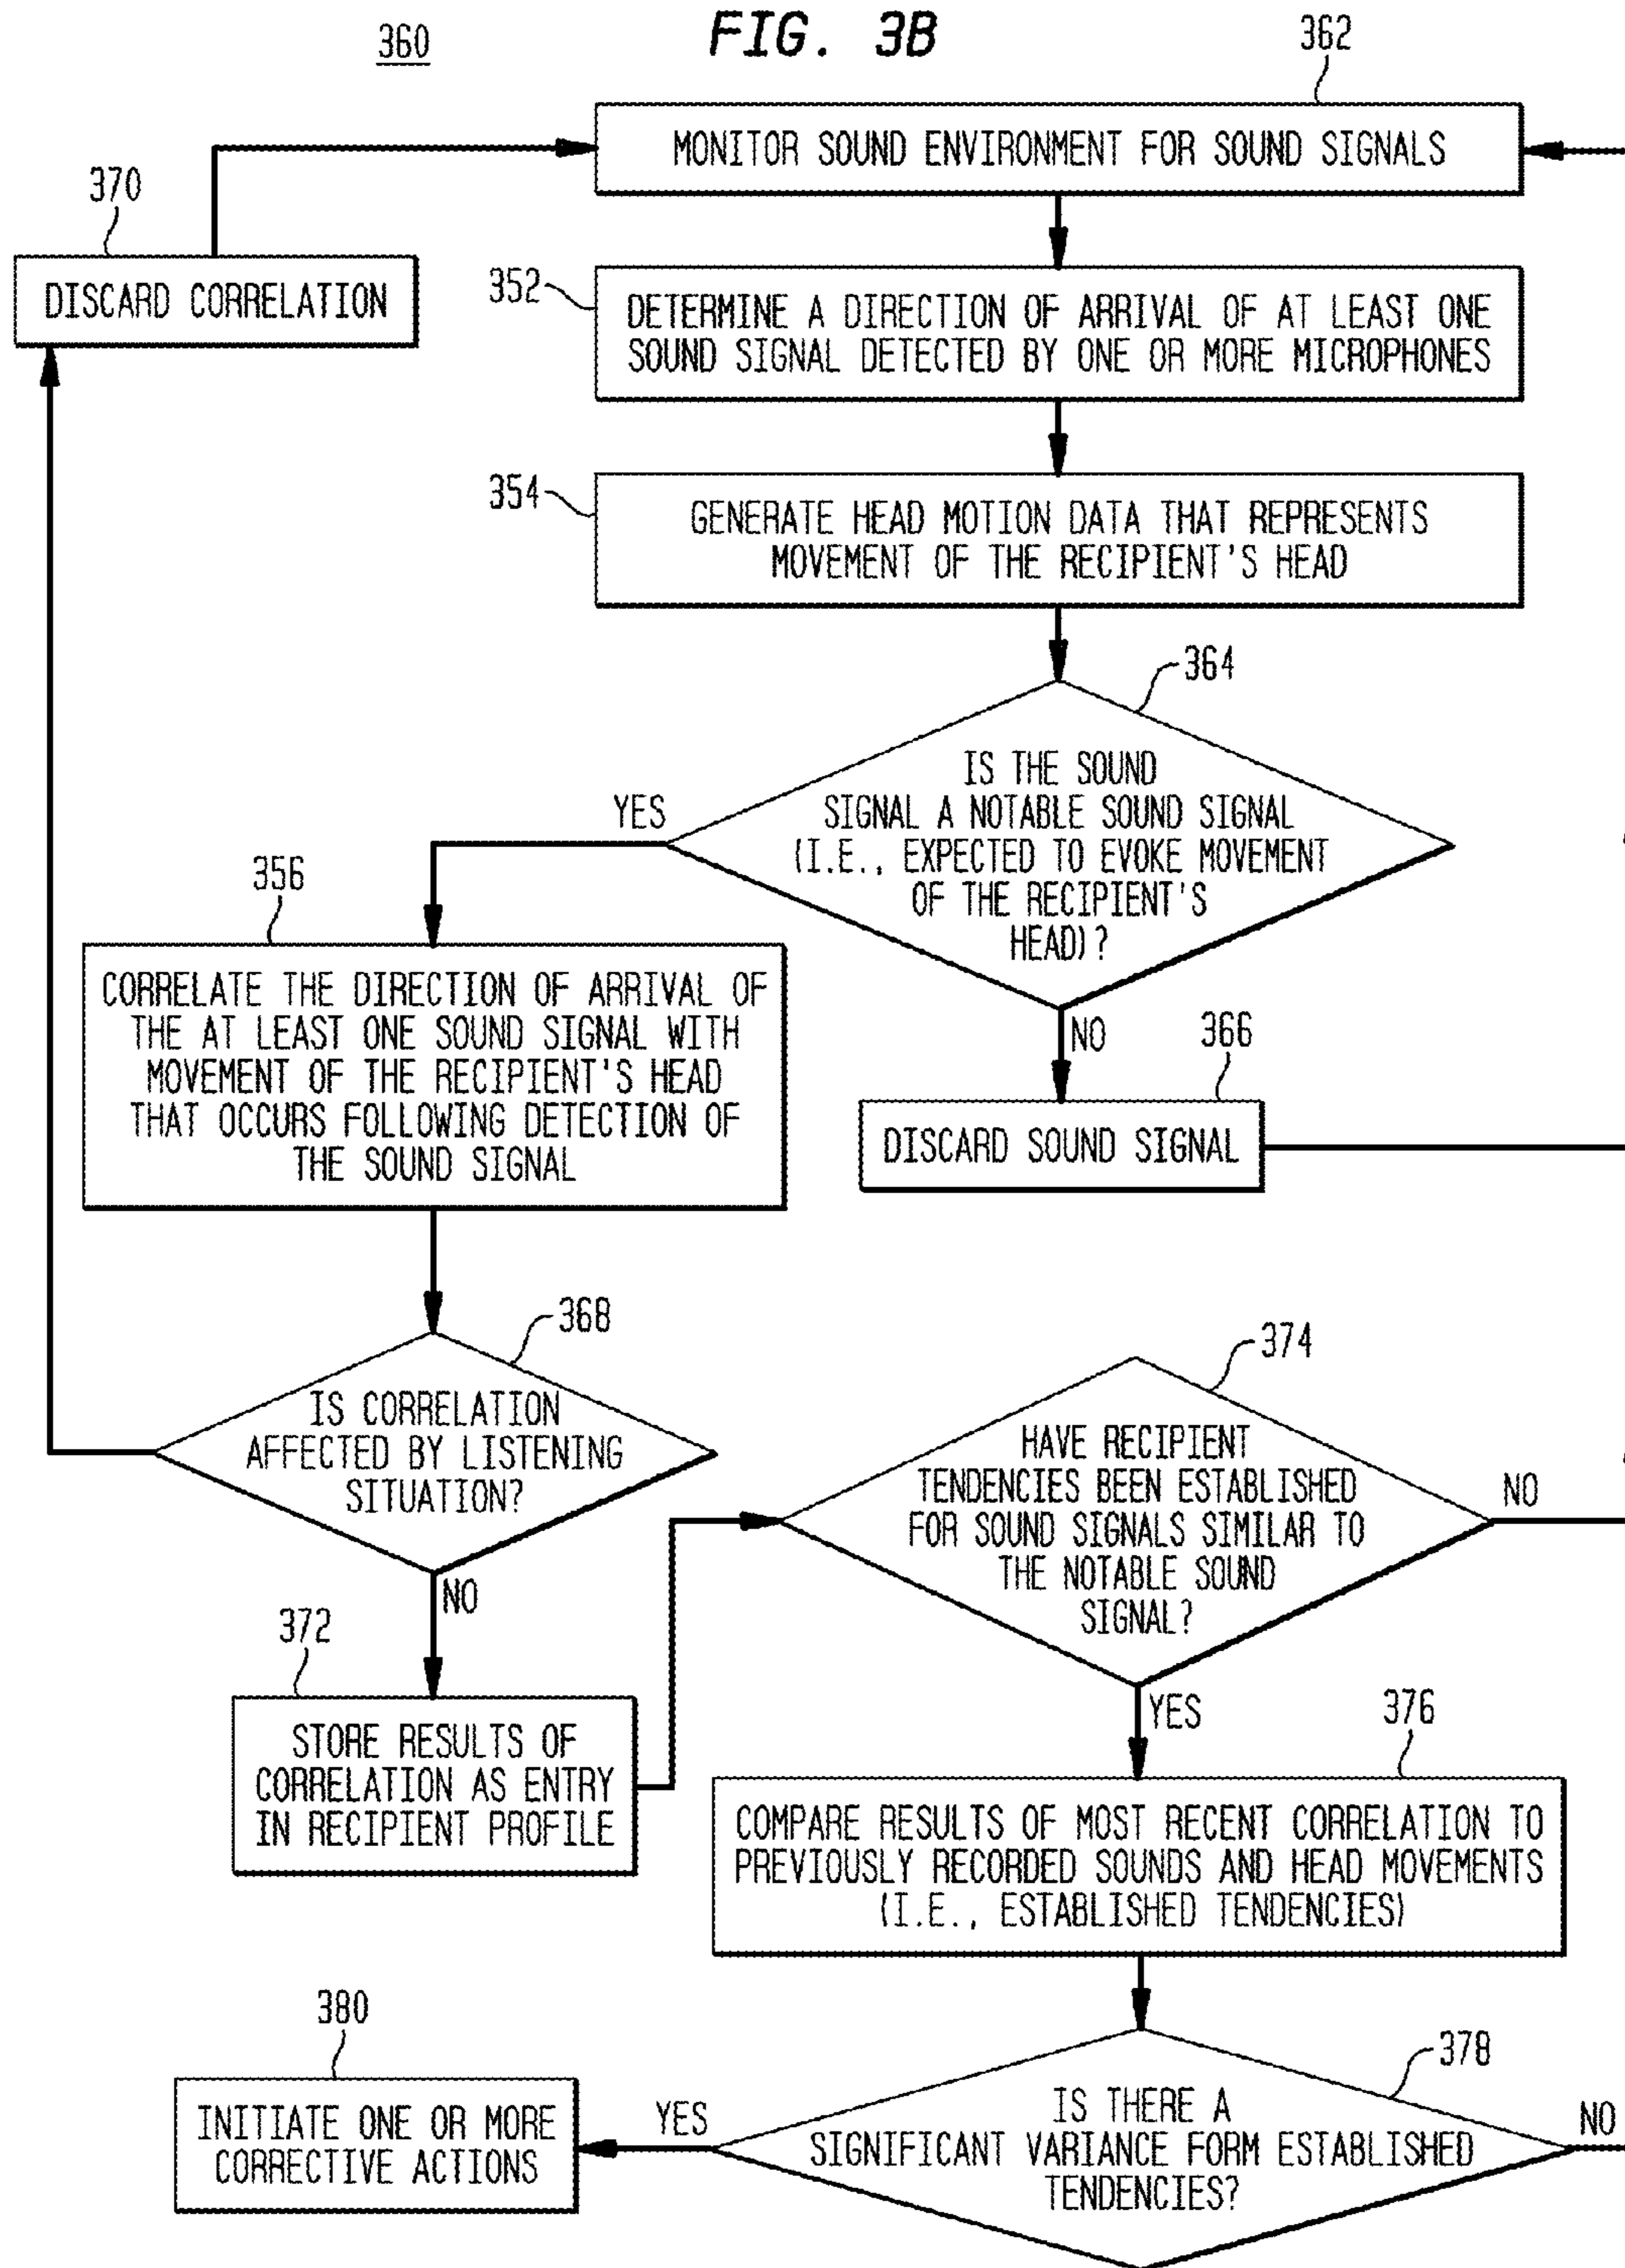 FIG. 3B
360
362
MONITOR SOUND ENVIRONMENT FOR SOUND SIGNALS
370
DISCARD CORRELATION
352
DETERMINE A DIRECTION OF ARRIVAL OF AT LEAST ONE
SOUND SIGNAL DETECTED BY ONE OR MORE MICROPHONES
354
GENERATE HEAD MOTION DATA THAT REPRESENTS
MOVEMENT OF THE RECIPIENT'S HEAD
364
IS THE SOUND
SIGNAL A NOTABLE SOUND SIGNAL
(I.E., EXPECTED TO EVOKE MOVEMENT
OF THE RECIPIENT'S
HEAD)?
YES
NO
356
CORRELATE THE DIRECTION OF ARRIVAL OF
THE AT LEAST ONE SOUND SIGNAL WITH
MOVEMENT OF THE RECIPIENT'S HEAD
THAT OCCURS FOLLOWING DETECTION OF
THE SOUND SIGNAL
366
DISCARD SOUND SIGNAL
368
IS CORRELATION
AFFECTED BY LISTENING
SITUATION?
NO
372
STORE RESULTS OF
CORRELATION AS ENTRY
IN RECIPIENT PROFILE
374
HAVE RECIPIENT
TENDENCIES BEEN ESTABLISHED
FOR SOUND SIGNALS SIMILAR TO
THE NOTABLE SOUND
SIGNAL?
NO
YES
376
COMPARE RESULTS OF MOST RECENT CORRELATION TO
PREVIOUSLY RECORDED SOUNDS AND HEAD MOVEMENTS
(I.E., ESTABLISHED TENDENCIES)
378
IS THERE A
SIGNIFICANT VARIANCE FORM ESTABLISHED
TENDENCIES?
NO
YES
380
INITIATE ONE OR MORE
CORRECTIVE ACTIONS